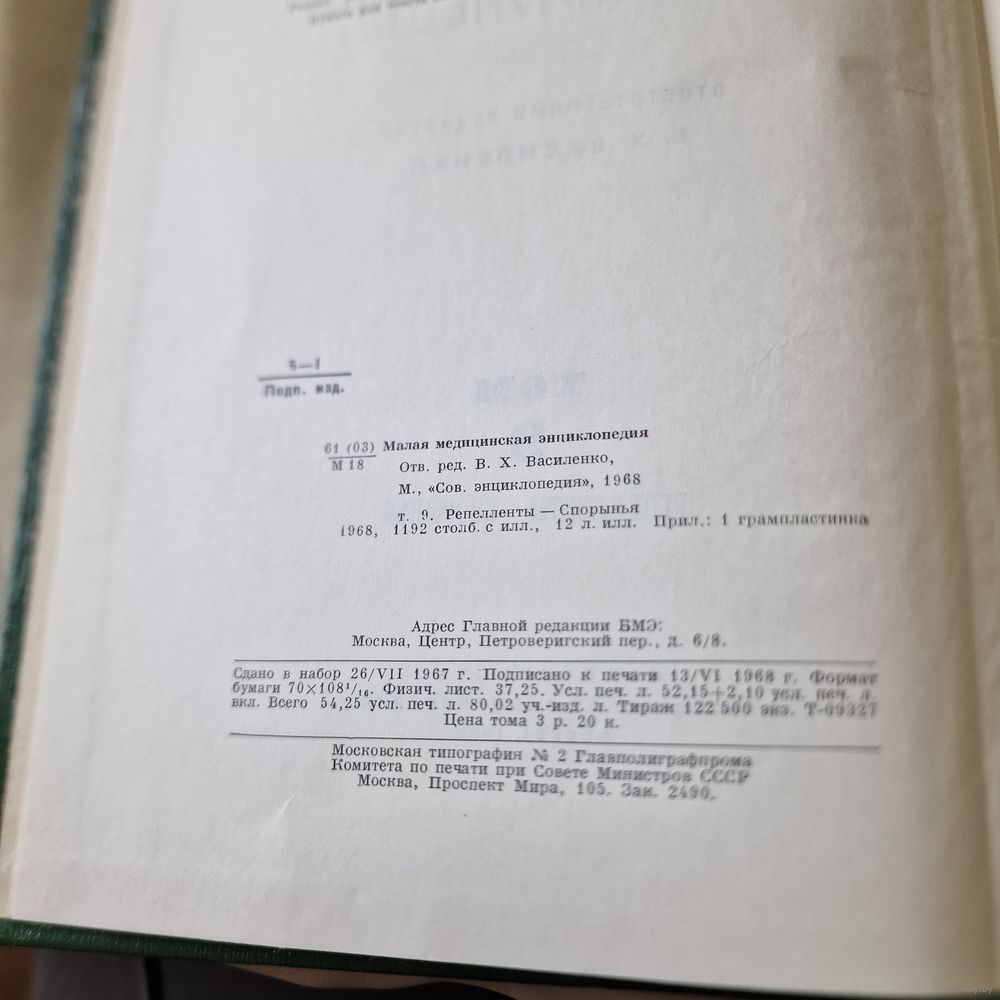 5—1
Подп. изд.
61 (03) Малая медицинская энциклопедия
М 18
Отв. ред. В. Х. Василенко,
М., «Сов. энциклопедия», 1968
т. 9. Репелленты — Спорынья
1968, 1192 столб. с илл., 12 л. илл. Прил.: 1 грампластинка
Адрес Главной редакции БМЭ:
Москва, Центр, Петроверигский пер., д. 6/8.
Сдано в набор 26/VII 1967 г. Подписано к печати 13/VI 1968 г. Формат
бумаги 70×108¹/₁₆. Физич. лист. 37,25. Усл. печ. л. 52,15+2,10 усл. печ. л.
вкл. Всего 54,25 усл. печ. л. 80,02 уч.-изд. л. Тираж 122 500 экз. Т-09327
Цена тома 3 р. 20 к.
Московская типография № 2 Главполиграфпрома
Комитета по печати при Совете Министров СССР
Москва, Проспект Мира, 105. Зак. 2490.